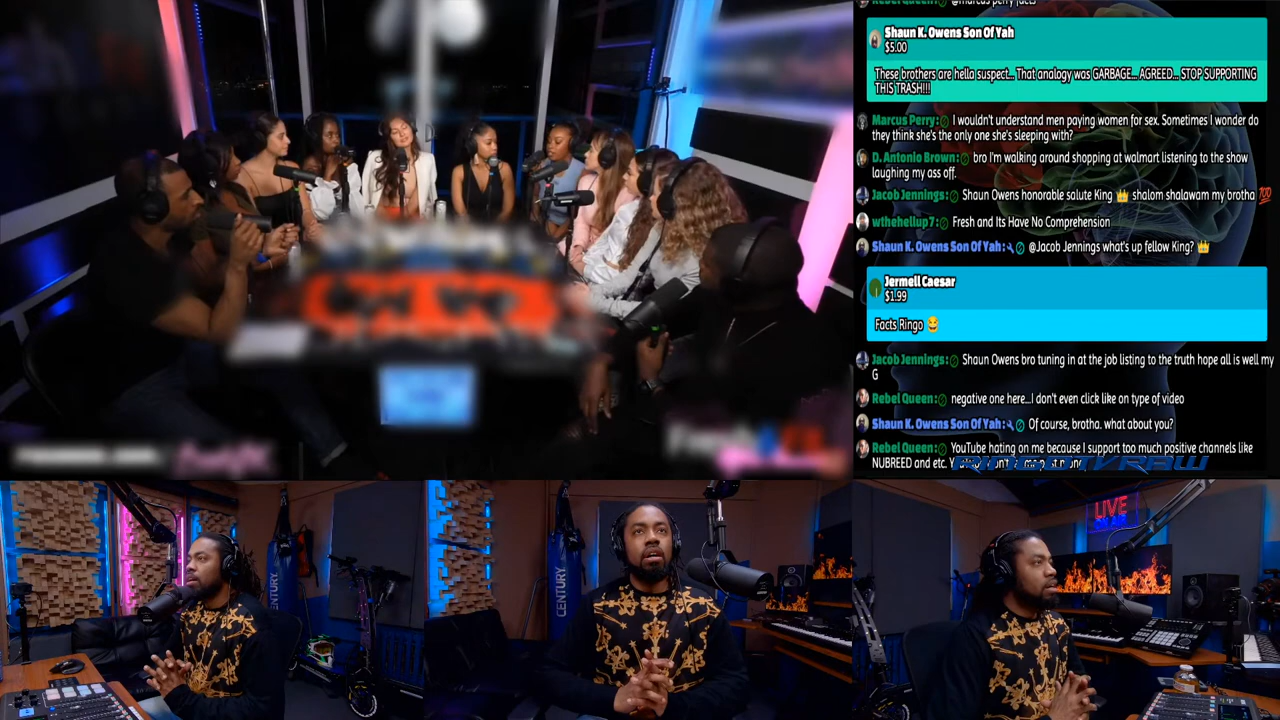 Shaun K. Owens Son Of Yah
$5.00
These brothers are hella suspect... That analogy was GARBAGE... AGREED... STOP SUPPORTING
THIS TRASH!!!
Marcus Perry: I wouldn't understand men paying women for sex. Sometimes I wonder do
they think she's the only one she's sleeping with?
D. Antonio Brown: bro I'm walking around shopping at walmart listening to the show
laughing my ass off.
Jacob Jennings: Shaun Owens honorable salute King 👑 shalom shalawam my brotha 💯
wthehellup7: Fresh and Its Have No Comprehension
Shaun K. Owens Son Of Yah: @Jacob Jennings what's up fellow King? 👑
Jermell Caesar
$1.99
Facts Ringo 😂
Jacob Jennings: Shaun Owens bro tuning in at the job listing to the truth hope all is well my
G
Rebel Queen: negative one here...I don't even click like on type of video
Shaun K. Owens Son Of Yah: Of course, brotha. what about you?
Rebel Queen: YouTube hating on me because I support too much positive channels like
NUBREED and etc.
CENTURY
CENTURY
LIVE
ON AIR